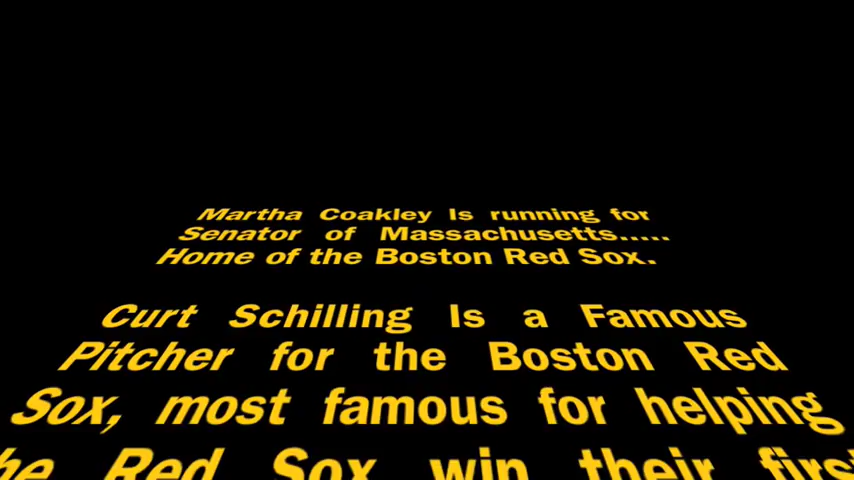 Martha Coakley Is running for
Senator of Massachusetts.....
Home of the Boston Red Sox.
Curt Schilling Is a Famous
Pitcher for the Boston Red
Sox, most famous for helping
Red Sox win their